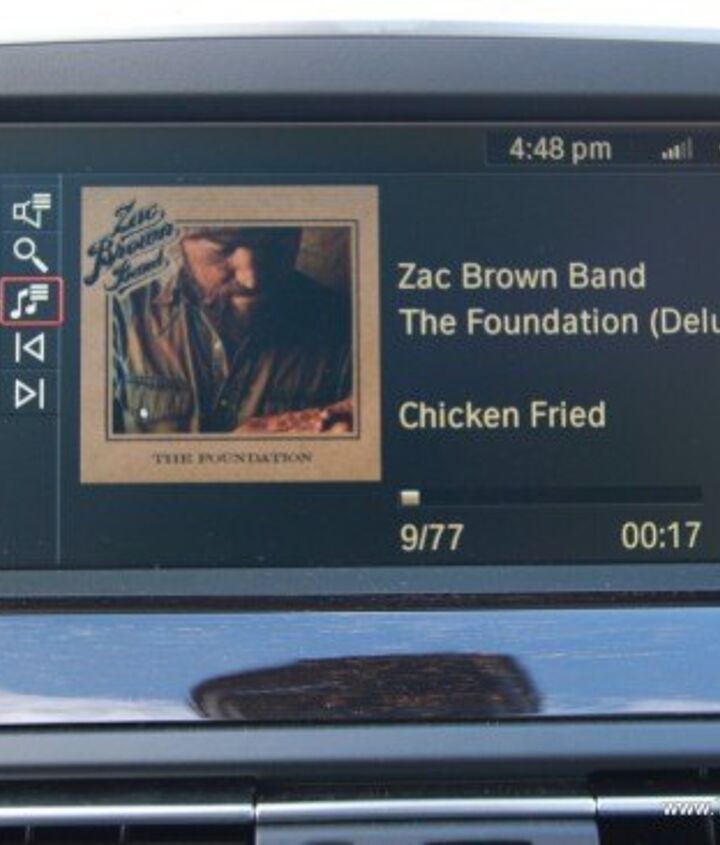 4:48 pm
Zac
Brown
Band
THE FOUNDATION
Zac Brown Band
The Foundation (Delu
Chicken Fried
9/77
00:17
www.